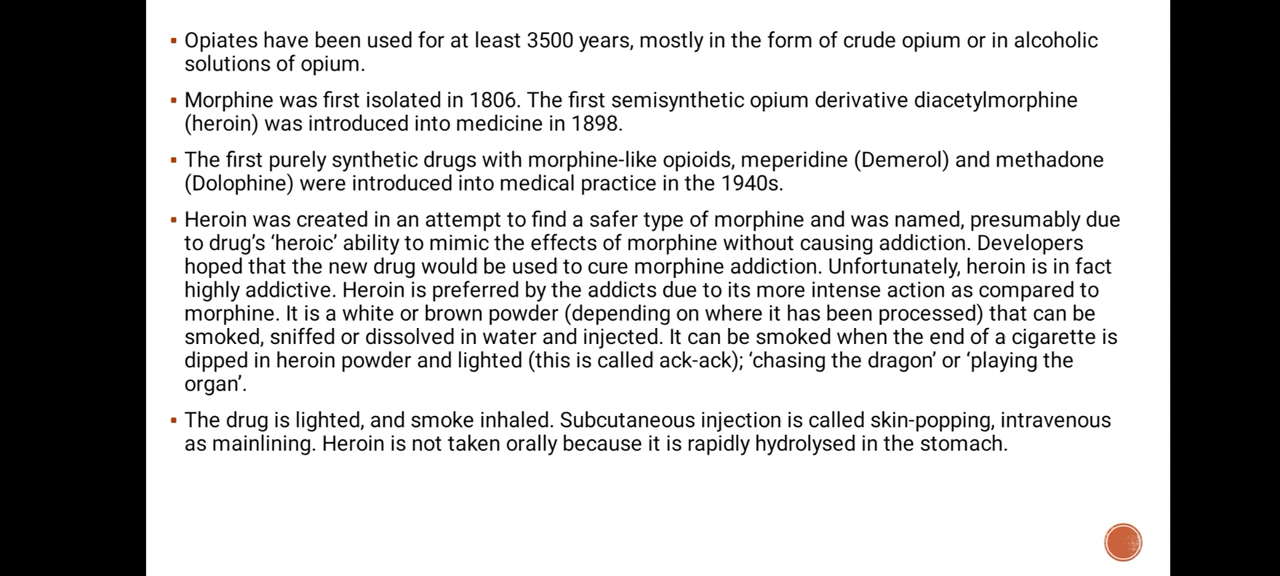 Opiates have been used for at least 3500 years, mostly in the form of crude opium or in alcoholic
solutions of opium.
Morphine was first isolated in 1806. The first semisynthetic opium derivative diacetylmorphine
(heroin) was introduced into medicine in 1898.
The first purely synthetic drugs with morphine-like opioids, meperidine (Demerol) and methadone
(Dolophine) were introduced into medical practice in the 1940s.
Heroin was created in an attempt to find a safer type of morphine and was named, presumably due
to drug's 'heroic' ability to mimic the effects of morphine without causing addiction. Developers
hoped that the new drug would be used to cure morphine addiction. Unfortunately, heroin is in fact
highly addictive. Heroin is preferred by the addicts due to its more intense action as compared to
morphine. It is a white or brown powder (depending on where it has been processed) that can be
smoked, sniffed or dissolved in water and injected. It can be smoked when the end of a cigarette is
dipped in heroin powder and lighted (this is called ack-ack); 'chasing the dragon' or 'playing the
organ'.
The drug is lighted, and smoke inhaled. Subcutaneous injection is called skin-popping, intravenous
as mainlining. Heroin is not taken orally because it is rapidly hydrolysed in the stomach.